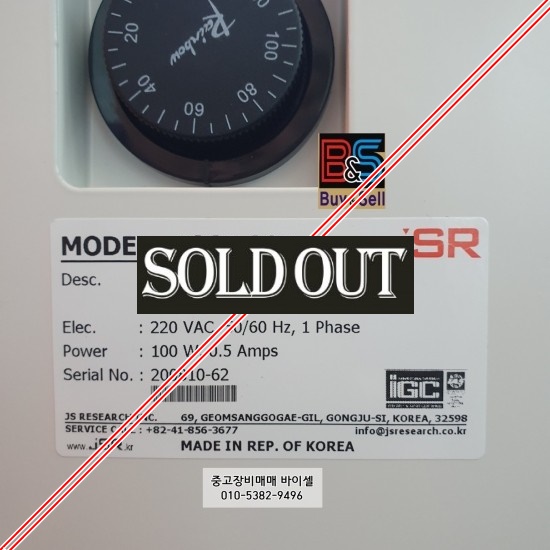 Rainbow
20
40
60
80
100
B&S
Buy&Sell
MODE
JSR
SOLD OUT
Desc.
Elec. : 220 VAC, 50/60 Hz, 1 Phase
Power : 100 W, 0.5 Amps
Serial No. :
iGC
JS RESEARCH INC. 69, GEOMSANGGOGAE-GIL, GONGJU-SI, KOREA, 32598
SERVICE CALL : +82-41-856-3677 info@jsresearch.co.kr
www.JSR.kr MADE IN REP. OF KOREA
중고장비매매 바이셀
010-5382-9496